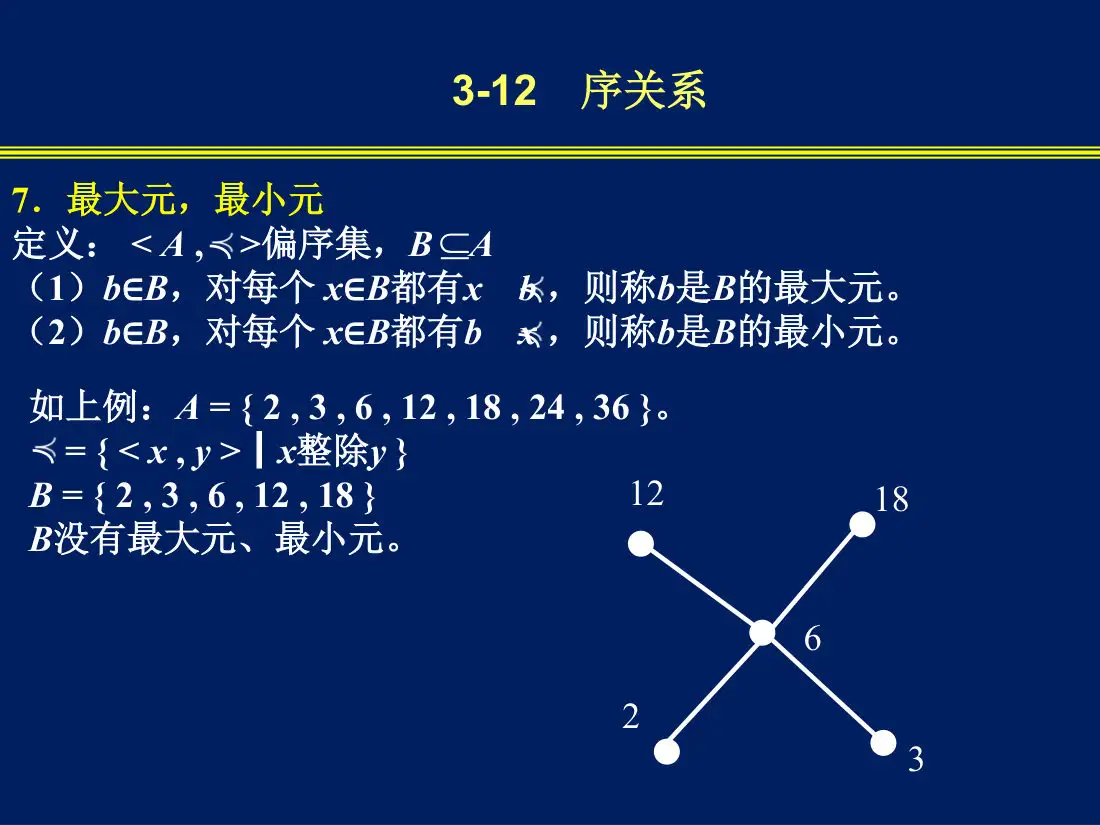 3-12 序关系
7．最大元，最小元
定义： < A ,≼>偏序集，B⊆A
（1）b∈B，对每个 x∈B都有x ≼ b，则称b是B的最大元。
（2）b∈B，对每个 x∈B都有b ≼ x，则称b是B的最小元。
如上例：A = { 2 , 3 , 6 , 12 , 18 , 24 , 36 }。
≼ = { < x , y >┃x整除y }
B = { 2 , 3 , 6 , 12 , 18 }
B没有最大元、最小元。
12
18
6
2
3